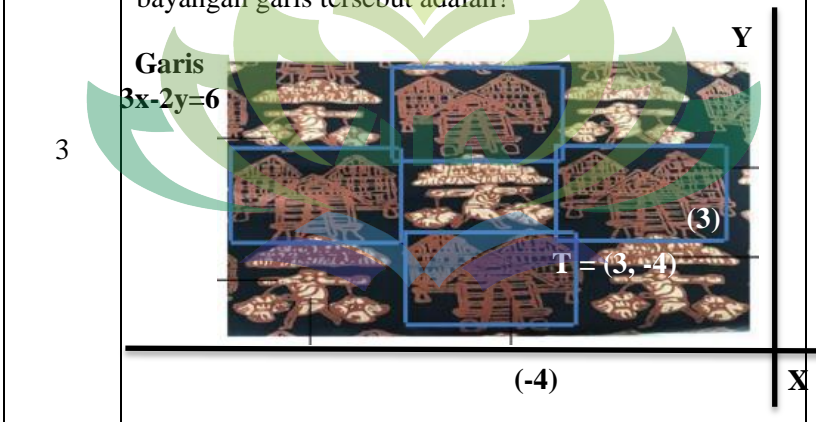 bayangan garis tersebut adalah?
Y
Garis
3x-2y=6
3
(3)
T = (3, -4)
(-4)
X